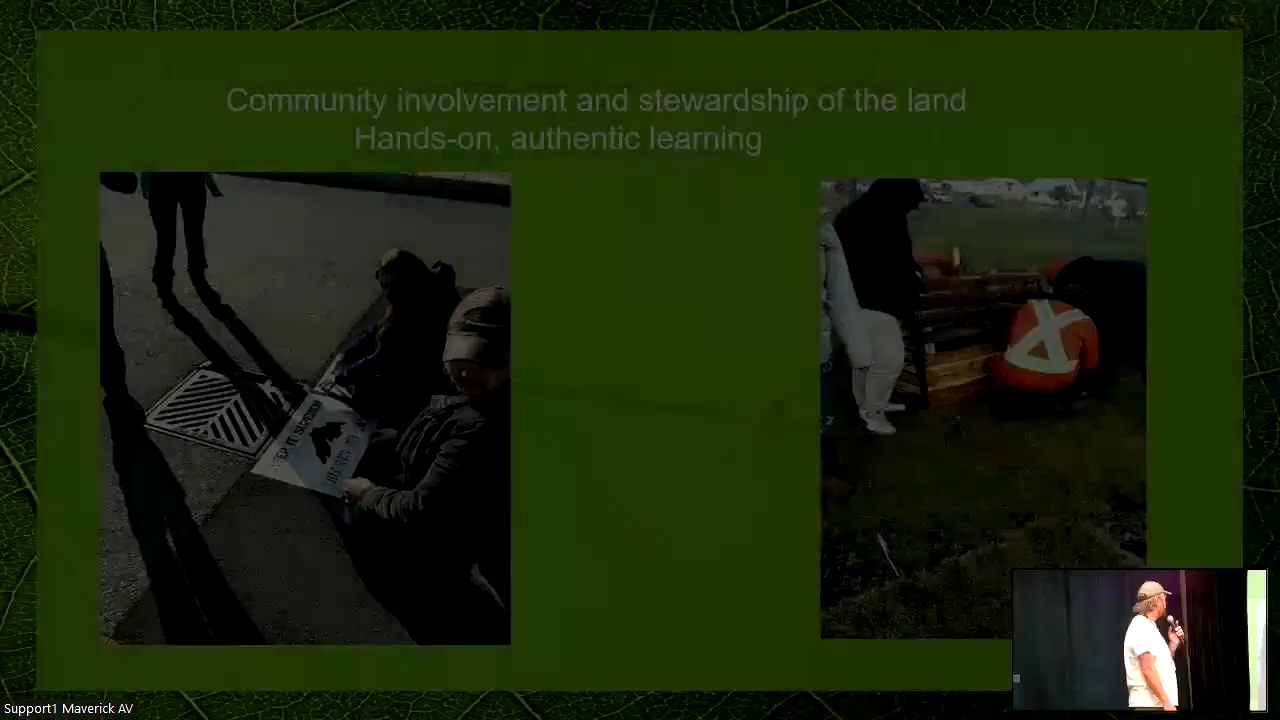 Community involvement and stewardship of the land
Hands-on, authentic learning
Support1 Maverick AV